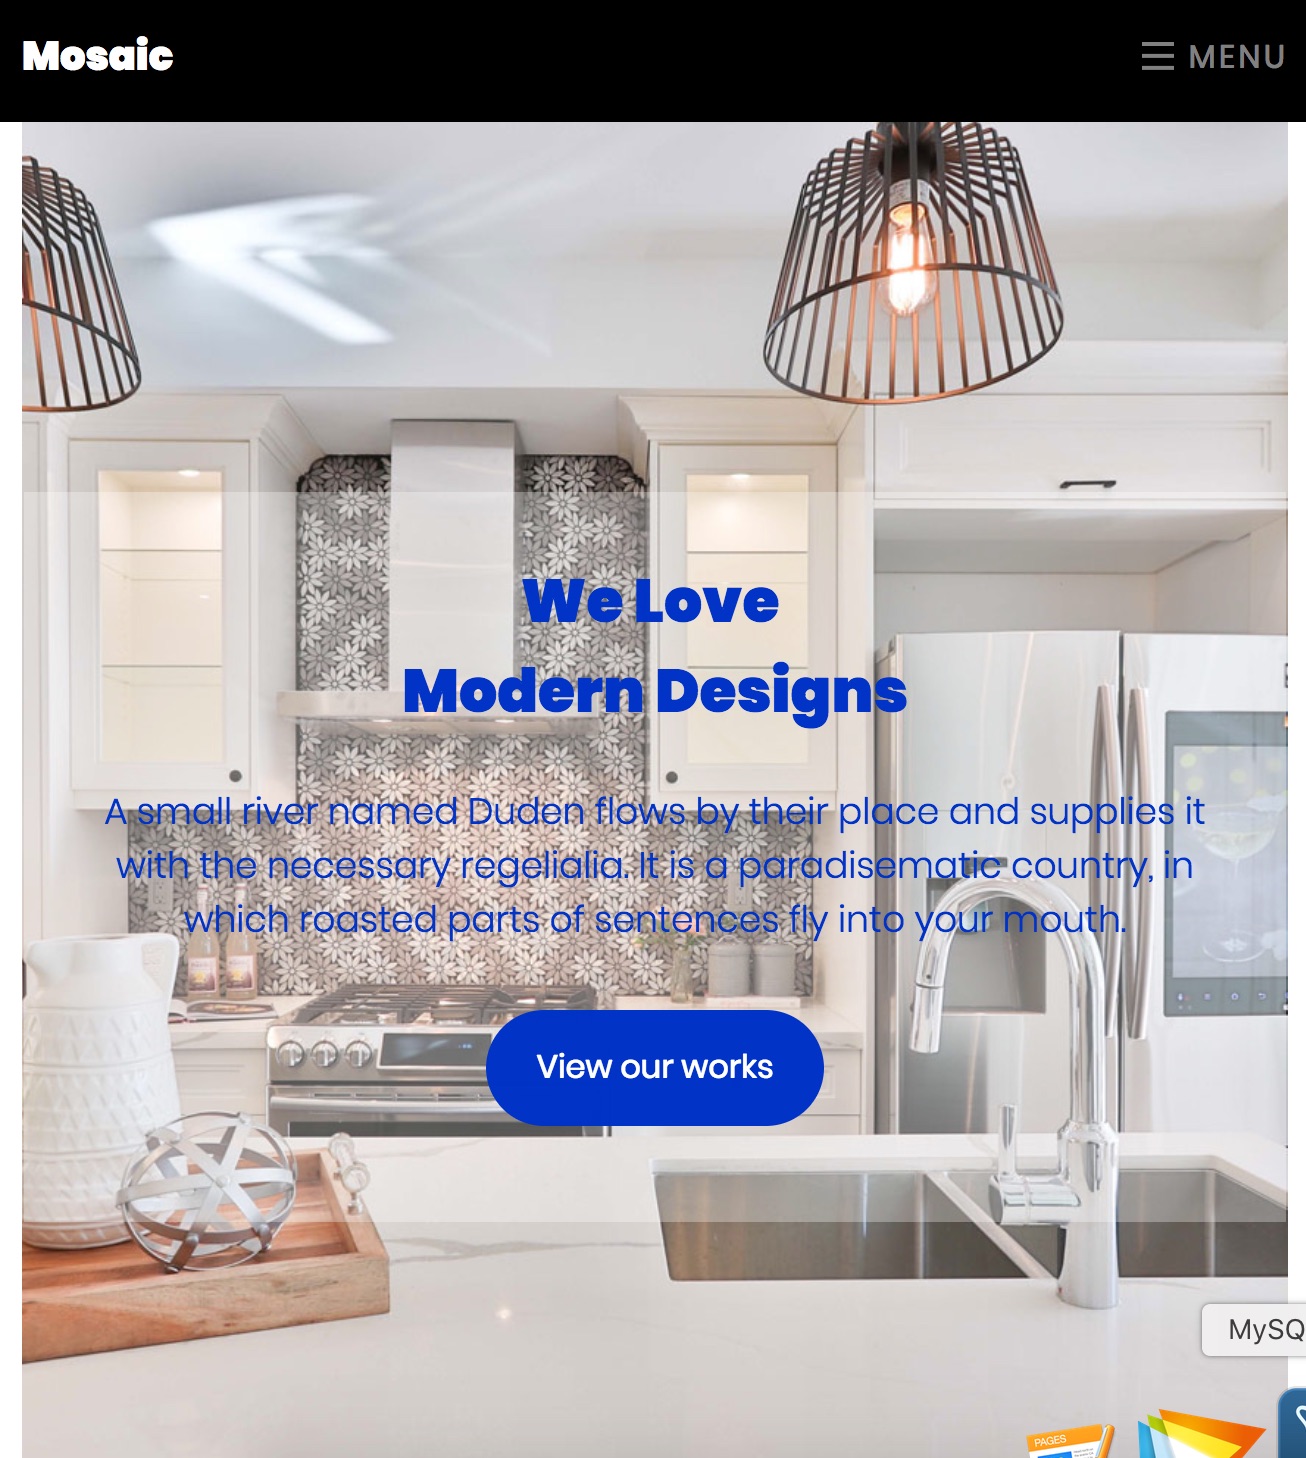 Mosaic
MENU
We Love
Modern Designs
A small river named Duden flows by their place and supplies it
with the necessary regelialia. It is a paradisematic country, in
which roasted parts of sentences fly into your mouth.
View our works
MySQ
PAGES